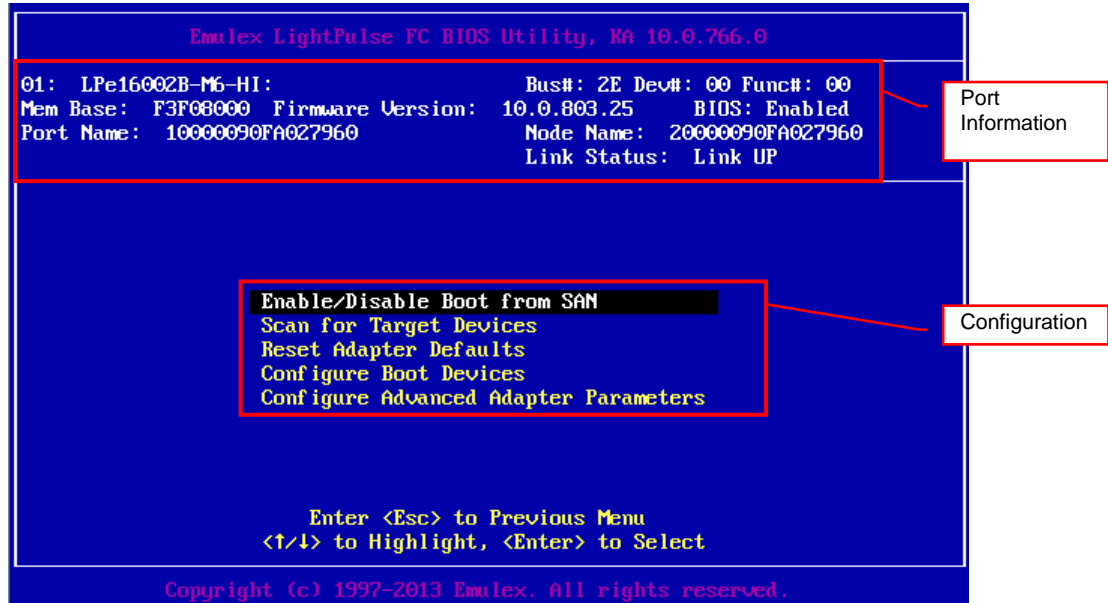 Emulex LightPulse FC BIOS Utility, KA 10.0.766.0
01: LPe16002B-M6-HI: Bus#: 2E Dev#: 00 Func#: 00
Mem Base: F3F08000 Firmware Version: 10.0.803.25 BIOS: Enabled
Port Name: 10000090FA027960 Node Name: 20000090FA027960
Link Status: Link UP
Port
Information
Enable/Disable Boot from SAN
Scan for Target Devices
Reset Adapter Defaults
Configure Boot Devices
Configure Advanced Adapter Parameters
Configuration
Enter <Esc> to Previous Menu
<↑/↓> to Highlight, <Enter> to Select
Copyright (c) 1997-2013 Emulex. All rights reserved.